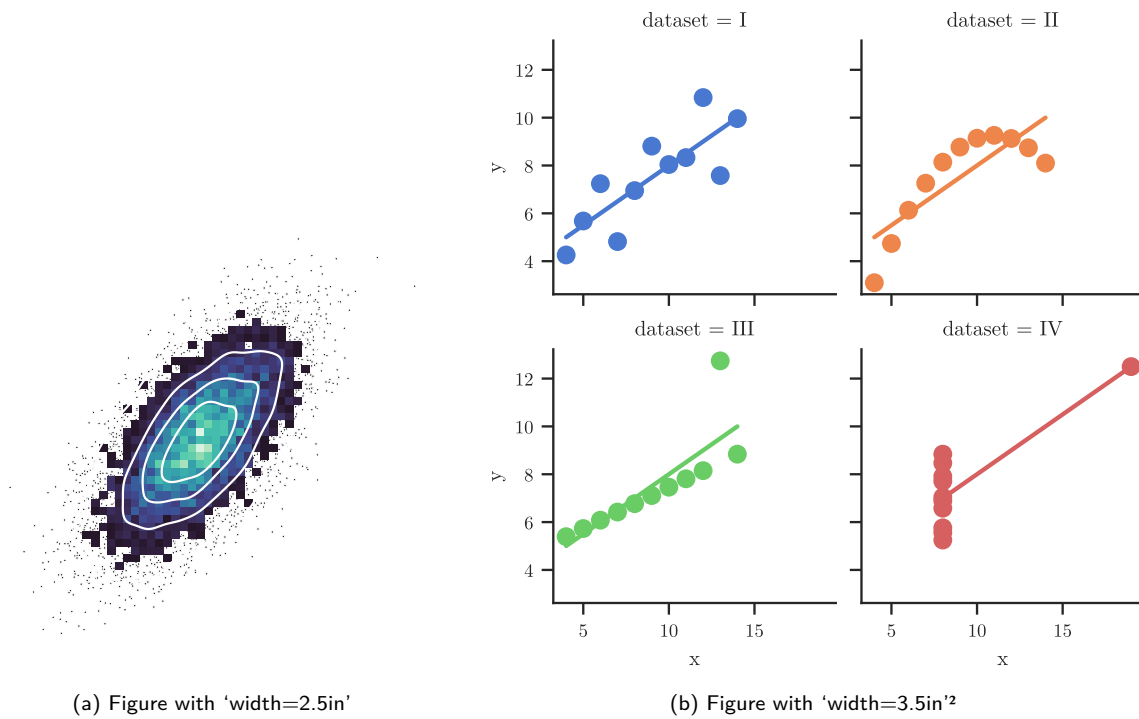 dataset = I
dataset = II
12
10
8
6
4
y
dataset = III
dataset = IV
12
10
8
6
4
y
5
10
15
x
5
10
15
x
(a) Figure with ‘width=2.5in’
(b) Figure with ‘width=3.5in’²